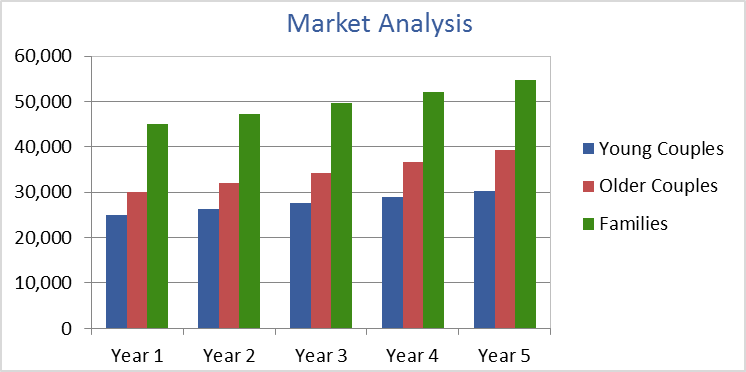 Market Analysis
60,000
50,000
40,000
30,000
20,000
10,000
0
Year 1
Year 2
Year 3
Year 4
Year 5
Young Couples
Older Couples
Families